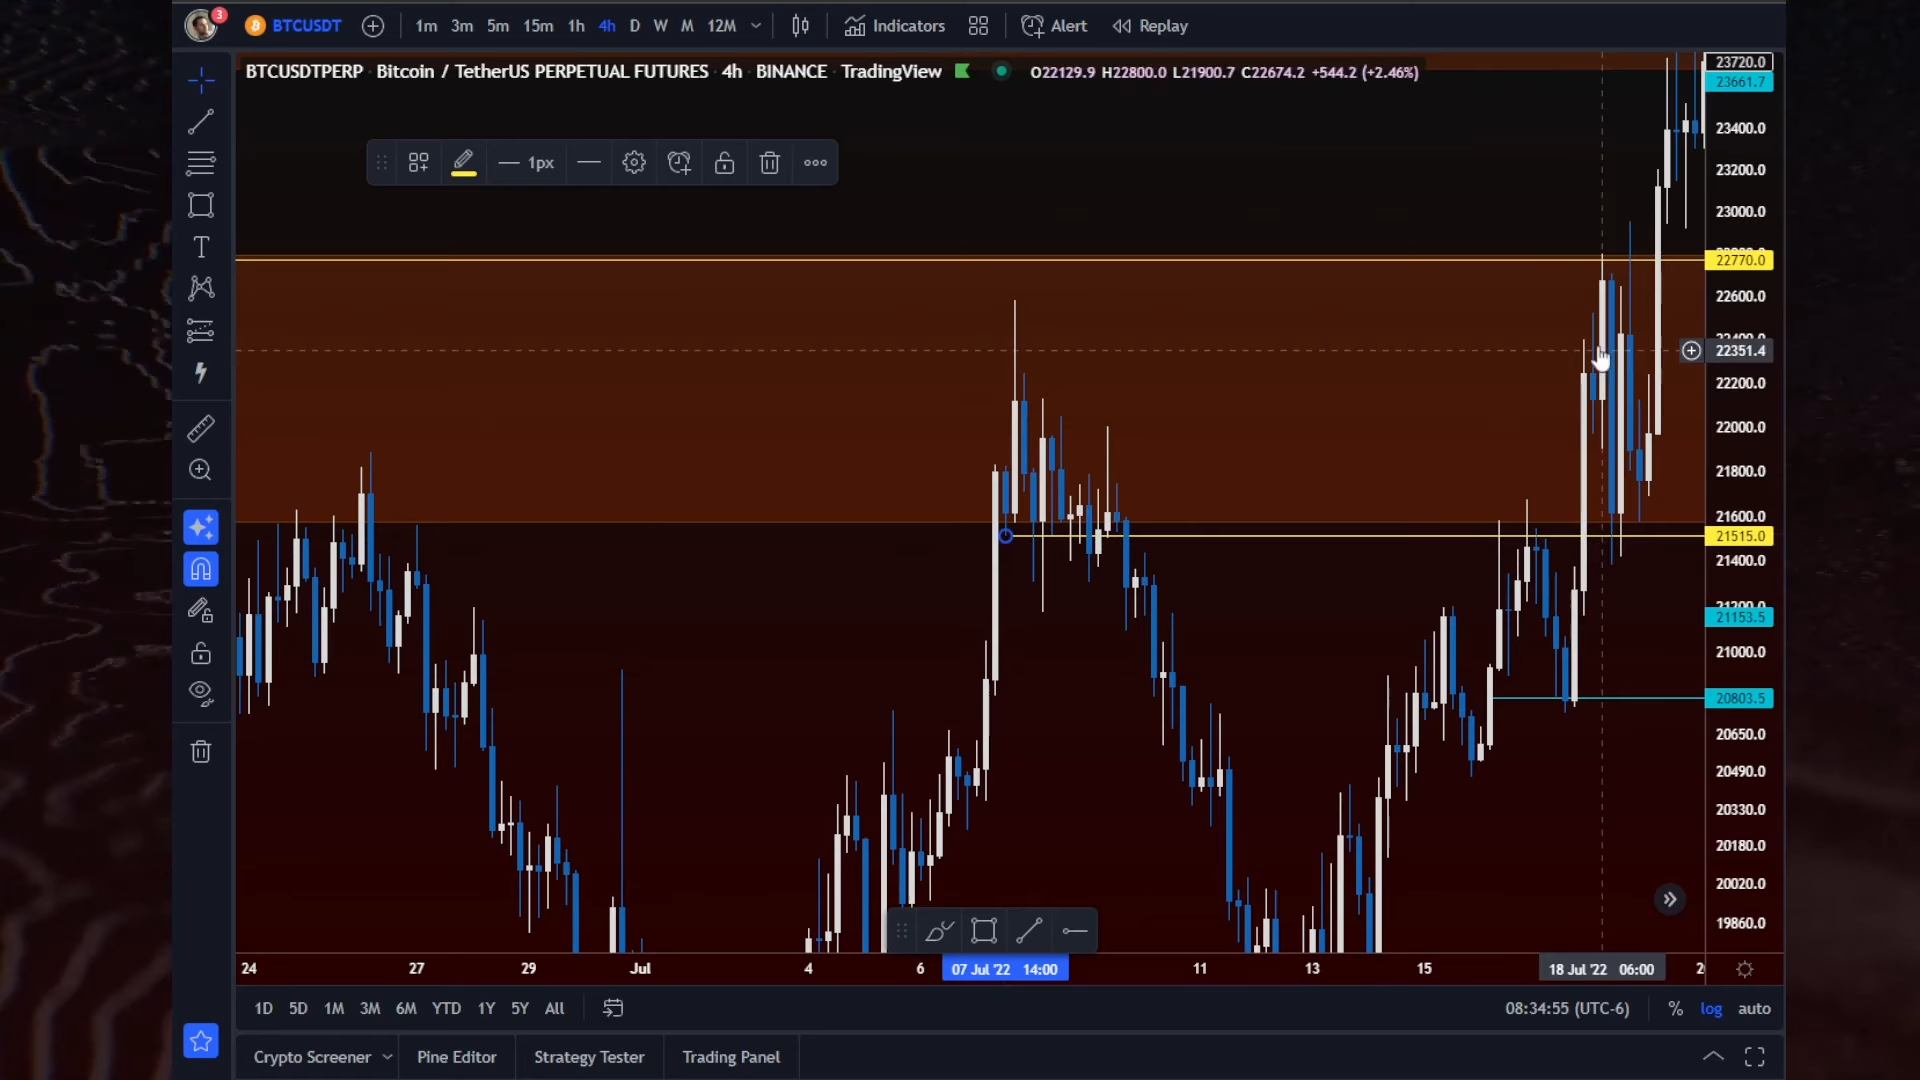 3
BTCUSDT
1m 3m 5m 15m 1h 4h D W M 12M
Indicators
Alert
Replay
BTCUSDTPERP · Bitcoin / TetherUS PERPETUAL FUTURES · 4h · BINANCE · TradingView
O22129.9 H22800.0 L21900.7 C22674.2 +544.2 (+2.46%)
23720.0
23661.7
23400.0
23200.0
23000.0
22770.0
22600.0
22351.4
22200.0
22000.0
21800.0
21600.0
21515.0
21400.0
21153.5
21000.0
20803.5
20650.0
20490.0
20330.0
20180.0
20020.0
19860.0
1px
T
24 27 29 Jul 4 6 07 Jul '22 14:00 11 13 15 18 Jul '22 06:00
1D 5D 1M 3M 6M YTD 1Y 5Y All
08:34:55 (UTC-6) % log auto
Crypto Screener Pine Editor Strategy Tester Trading Panel